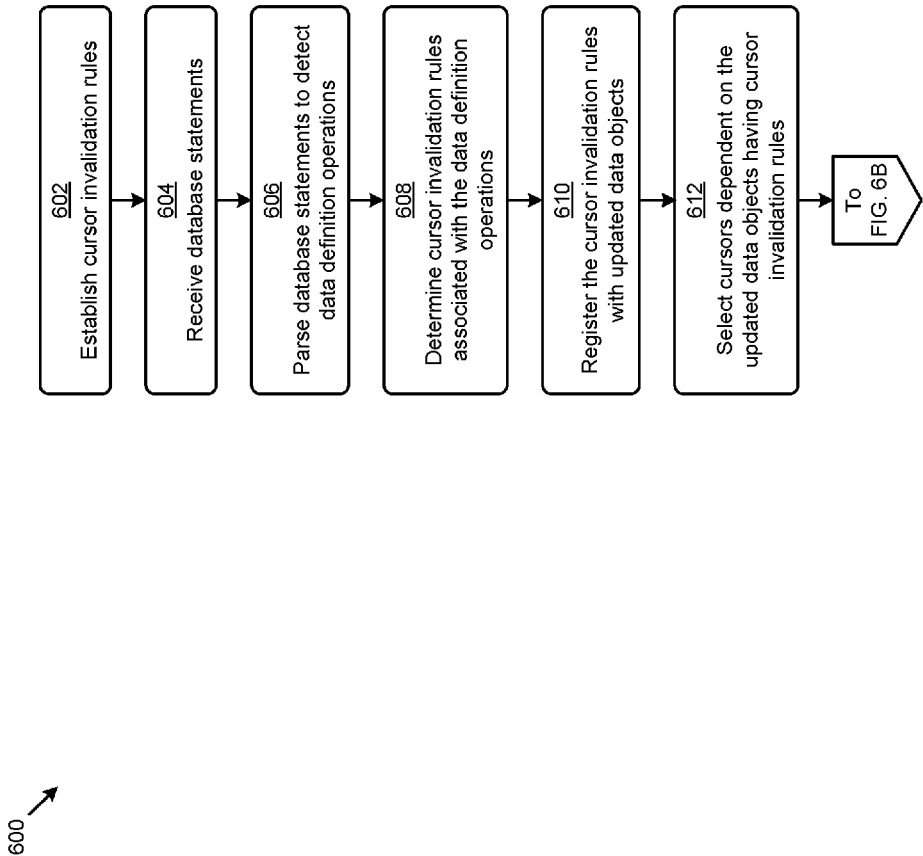 600
602
Establish cursor invalidation rules
604
Receive database statements
606
Parse database statements to detect
data definition operations
608
Determine cursor invalidation rules
associated with the data definition
operations
610
Register the cursor invalidation rules
with updated data objects
612
Select cursors dependent on the
updated data objects having cursor
invalidation rules
To
FIG. 6B